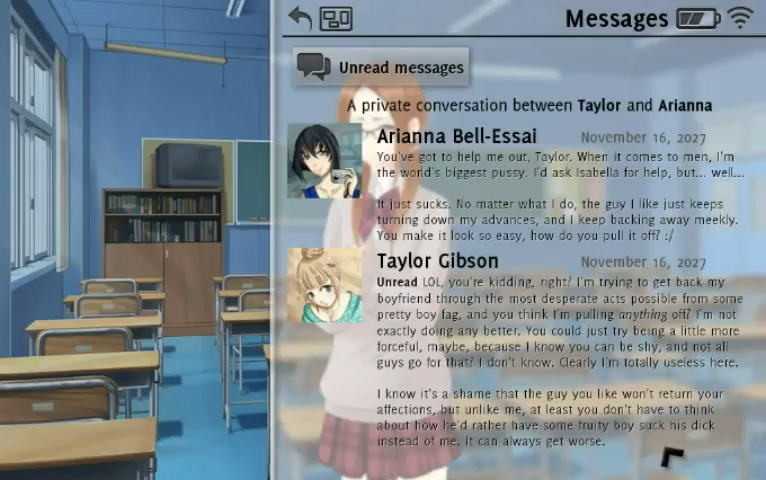 Messages
Unread messages
A private conversation between Taylor and Arianna
Arianna Bell-Essai November 16, 2027
You've got to help me out, Taylor. When it comes to men, I'm
the world's biggest pussy. I'd ask Isabella for help, but... well...
It just sucks. No matter what I do, the guy I like just keeps
turning down my advances, and I keep backing away meekly.
You make it look so easy, how do you pull it off? :/
Taylor Gibson November 16, 2027
Unread LOL, you're kidding, right? I'm trying to get back my
boyfriend through the most desperate acts possible from some
pretty boy fag, and you think I'm pulling anything off? I'm not
exactly doing any better. You could just try being a little more
forceful, maybe, because I know you can be shy, and not all
guys go for that? I don't know. Clearly I'm totally useless here.
I know it's a shame that the guy you like won't return your
affections, but unlike me, at least you don't have to think
about how he'd rather have some fruity boy suck his dick
instead of me. It can always get worse.